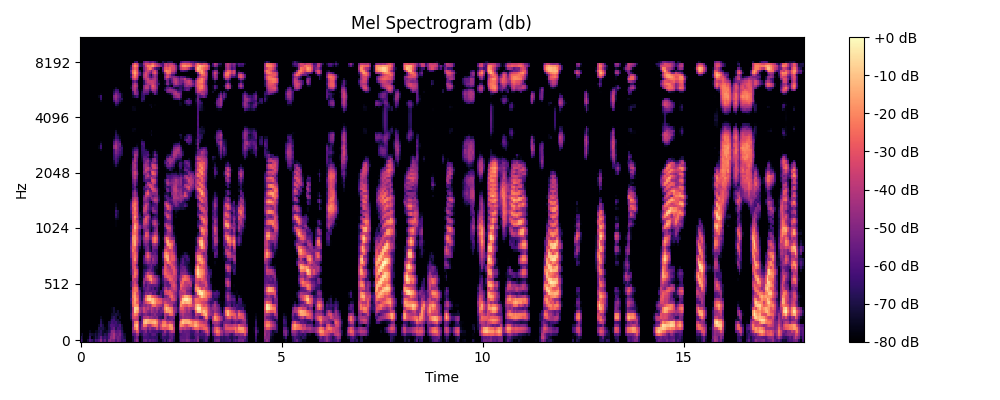 Mel Spectrogram (db)
8192
4096
2048
1024
512
0
Hz
0
5
10
15
Time
+0 dB
-10 dB
-20 dB
-30 dB
-40 dB
-50 dB
-60 dB
-70 dB
-80 dB